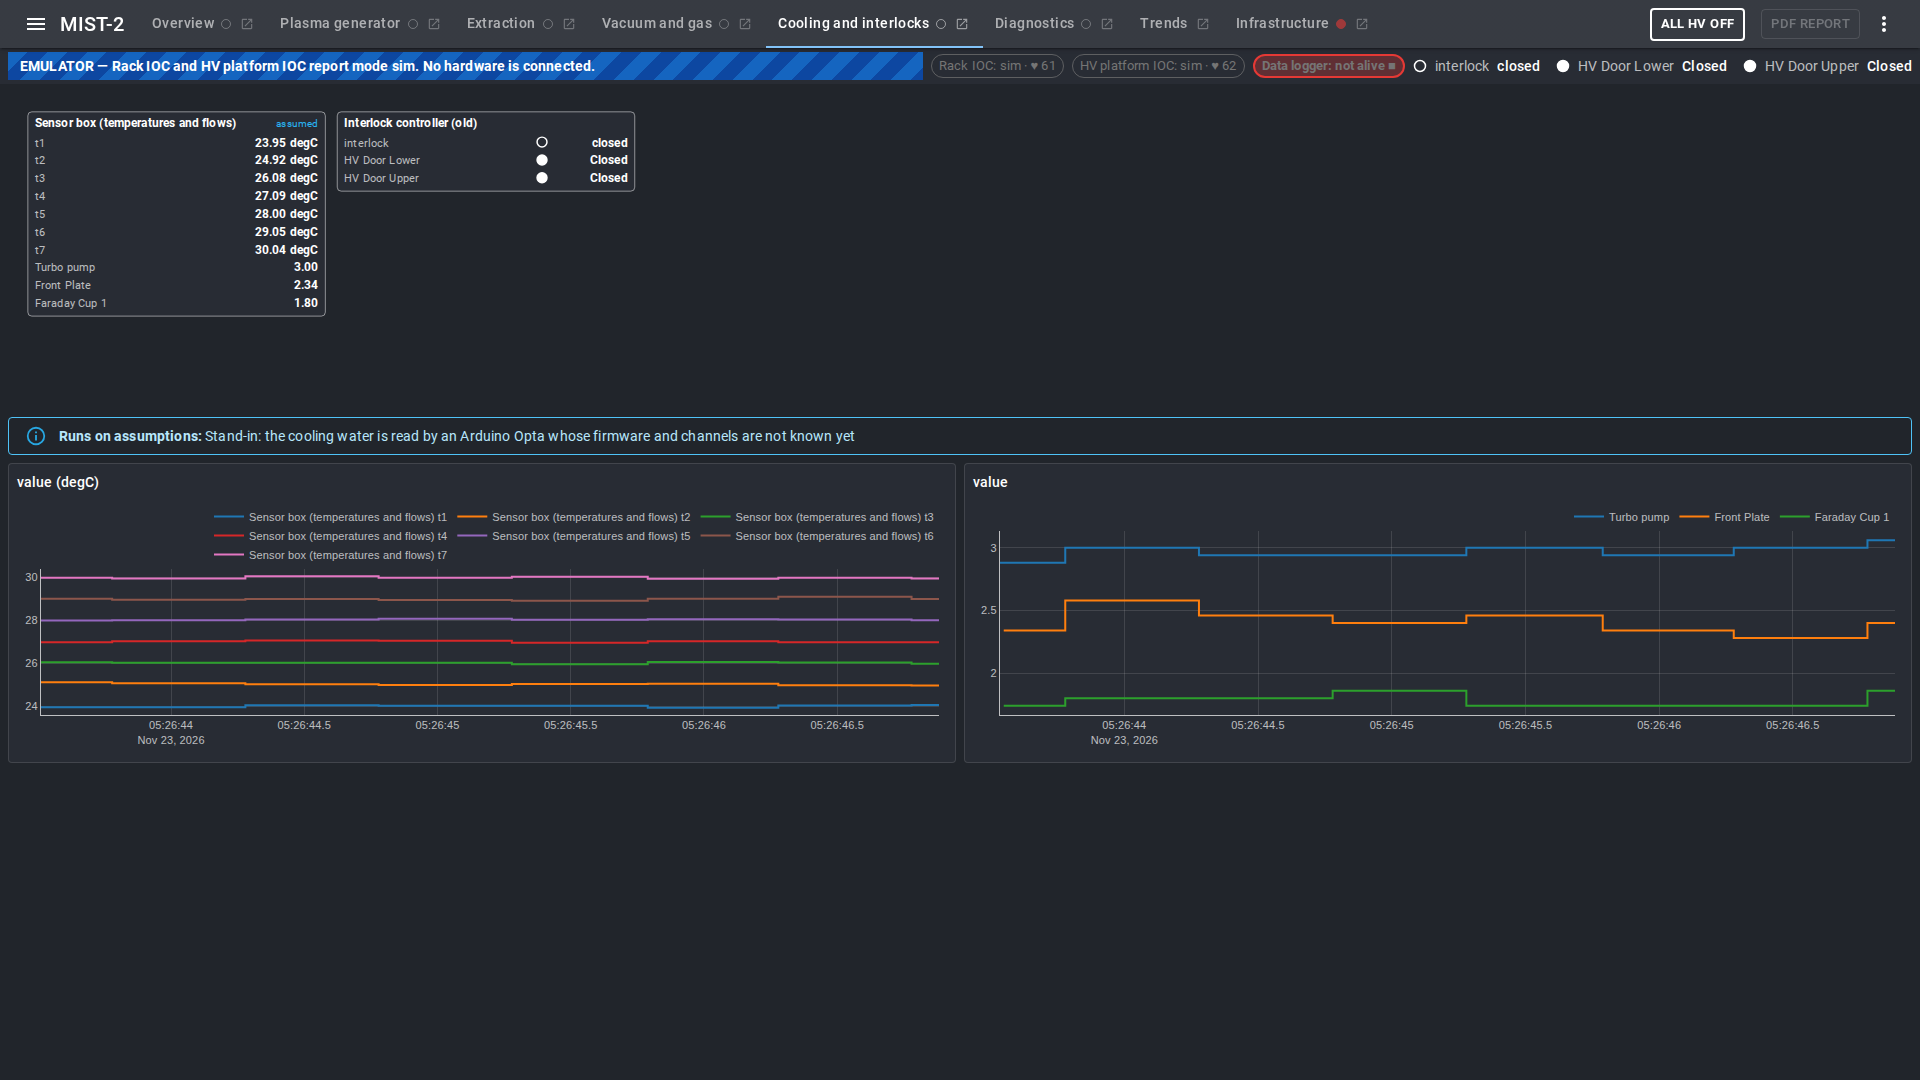 MIST-2
Overview
Plasma generator
Extraction
Vacuum and gas
Cooling and interlocks
Diagnostics
Trends
Infrastructure
ALL HV OFF
PDF REPORT
EMULATOR — Rack IOC and HV platform IOC report mode sim. No hardware is connected.
Rack IOC: sim · ♥ 61
HV platform IOC: sim · ♥ 62
Data logger: not alive ■
interlock closed
HV Door Lower Closed
HV Door Upper Closed
Sensor box (temperatures and flows) assumed
t1 23.95 degC
t2 24.92 degC
t3 26.08 degC
t4 27.09 degC
t5 28.00 degC
t6 29.05 degC
t7 30.04 degC
Turbo pump 3.00
Front Plate 2.34
Faraday Cup 1 1.80
Interlock controller (old)
interlock closed
HV Door Lower Closed
HV Door Upper Closed
Runs on assumptions: Stand-in: the cooling water is read by an Arduino Opta whose firmware and channels are not known yet
value (degC)
Sensor box (temperatures and flows) t1 Sensor box (temperatures and flows) t2 Sensor box (temperatures and flows) t3
Sensor box (temperatures and flows) t4 Sensor box (temperatures and flows) t5 Sensor box (temperatures and flows) t6
Sensor box (temperatures and flows) t7
30
28
26
24
05:26:44 05:26:44.5 05:26:45 05:26:45.5 05:26:46 05:26:46.5
Nov 23, 2026
value
Turbo pump Front Plate Faraday Cup 1
3
2.5
2
05:26:44 05:26:44.5 05:26:45 05:26:45.5 05:26:46 05:26:46.5
Nov 23, 2026